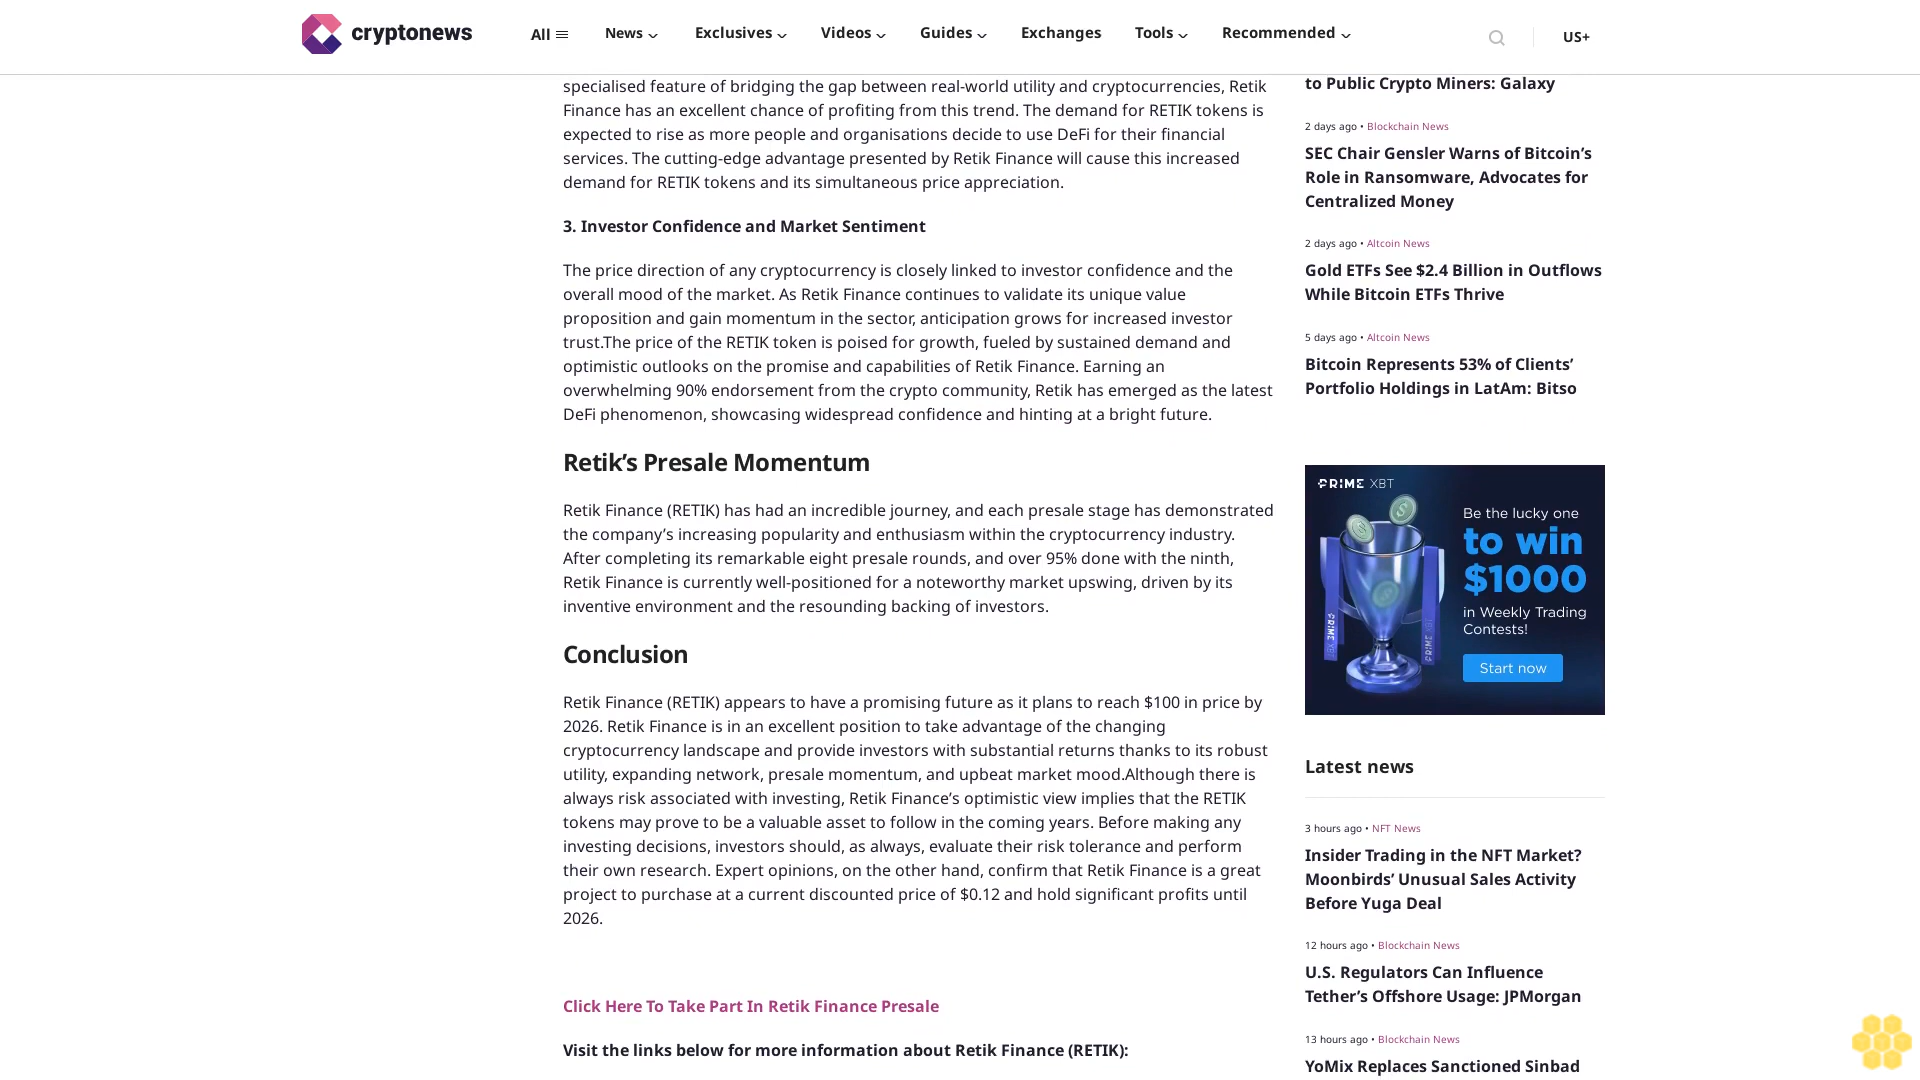 cryptonews
All
News
Exclusives
Videos
Guides
Exchanges
Tools
Recommended
US+
specialised feature of bridging the gap between real-world utility and cryptocurrencies, Retik
Finance has an excellent chance of profiting from this trend. The demand for RETIK tokens is
expected to rise as more people and organisations decide to use DeFi for their financial
services. The cutting-edge advantage presented by Retik Finance will cause this increased
demand for RETIK tokens and its simultaneous price appreciation.
3. Investor Confidence and Market Sentiment
The price direction of any cryptocurrency is closely linked to investor confidence and the
overall mood of the market. As Retik Finance continues to validate its unique value
proposition and gain momentum in the sector, anticipation grows for increased investor
trust.The price of the RETIK token is poised for growth, fueled by sustained demand and
optimistic outlooks on the promise and capabilities of Retik Finance. Earning an
overwhelming 90% endorsement from the crypto community, Retik has emerged as the latest
DeFi phenomenon, showcasing widespread confidence and hinting at a bright future.
Retik’s Presale Momentum
Retik Finance (RETIK) has had an incredible journey, and each presale stage has demonstrated
the company’s increasing popularity and enthusiasm within the cryptocurrency industry.
After completing its remarkable eight presale rounds, and over 95% done with the ninth,
Retik Finance is currently well-positioned for a noteworthy market upswing, driven by its
inventive environment and the resounding backing of investors.
Conclusion
Retik Finance (RETIK) appears to have a promising future as it plans to reach $100 in price by
2026. Retik Finance is in an excellent position to take advantage of the changing
cryptocurrency landscape and provide investors with substantial returns thanks to its robust
utility, expanding network, presale momentum, and upbeat market mood.Although there is
always risk associated with investing, Retik Finance’s optimistic view implies that the RETIK
tokens may prove to be a valuable asset to follow in the coming years. Before making any
investing decisions, investors should, as always, evaluate their risk tolerance and perform
their own research. Expert opinions, on the other hand, confirm that Retik Finance is a great
project to purchase at a current discounted price of $0.12 and hold significant profits until
2026.
Click Here To Take Part In Retik Finance Presale
Visit the links below for more information about Retik Finance (RETIK):
to Public Crypto Miners: Galaxy
2 days ago • Blockchain News
SEC Chair Gensler Warns of Bitcoin’s
Role in Ransomware, Advocates for
Centralized Money
2 days ago • Altcoin News
Gold ETFs See $2.4 Billion in Outflows
While Bitcoin ETFs Thrive
5 days ago • Altcoin News
Bitcoin Represents 53% of Clients’
Portfolio Holdings in LatAm: Bitso
PRIME XBT
Be the lucky one
to win
$1000
in Weekly Trading
Contests!
Start now
PRIME XBT
PRIME XBT
Latest news
3 hours ago • NFT News
Insider Trading in the NFT Market?
Moonbirds’ Unusual Sales Activity
Before Yuga Deal
12 hours ago • Blockchain News
U.S. Regulators Can Influence
Tether’s Offshore Usage: JPMorgan
13 hours ago • Blockchain News
YoMix Replaces Sanctioned Sinbad